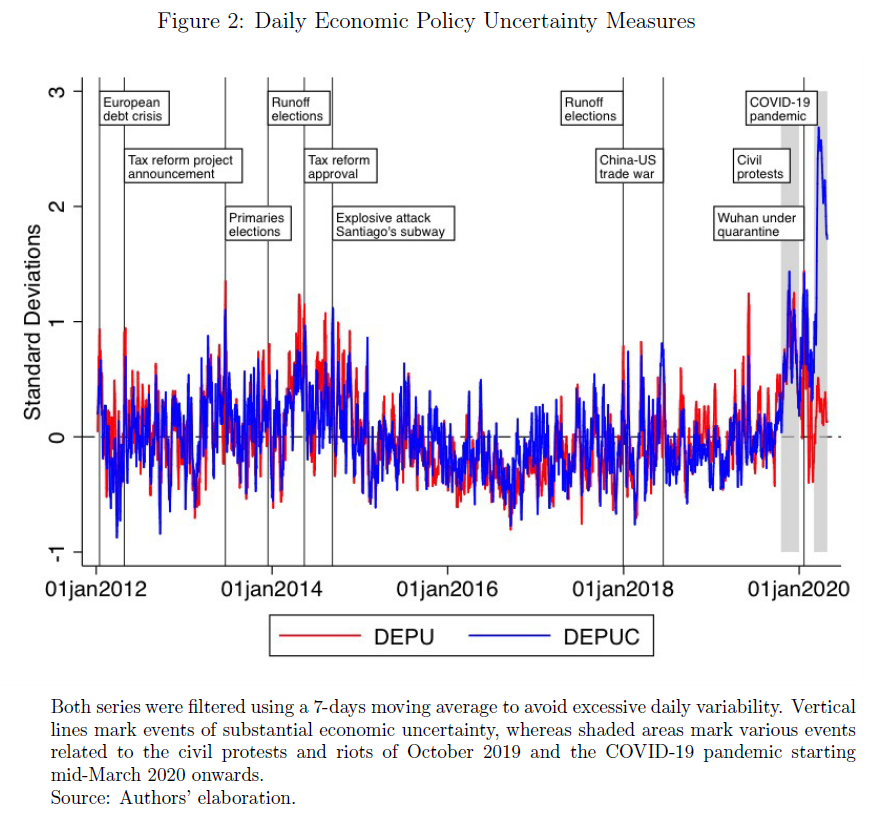 Figure 2: Daily Economic Policy Uncertainty Measures
3
2
1
0
-1
Standard Deviations
European
debt crisis
Runoff
elections
Runoff
elections
COVID-19
pandemic
Tax reform project
announcement
Tax reform
approval
China-US
trade war
Civil
protests
Primaries
elections
Explosive attack
Santiago's subway
Wuhan under
quarantine
01jan2012
01jan2014
01jan2016
01jan2018
01jan2020
DEPU
DEPUC
Both series were filtered using a 7-days moving average to avoid excessive daily variability. Vertical
lines mark events of substantial economic uncertainty, whereas shaded areas mark various events
related to the civil protests and riots of October 2019 and the COVID-19 pandemic starting
mid-March 2020 onwards.
Source: Authors' elaboration.